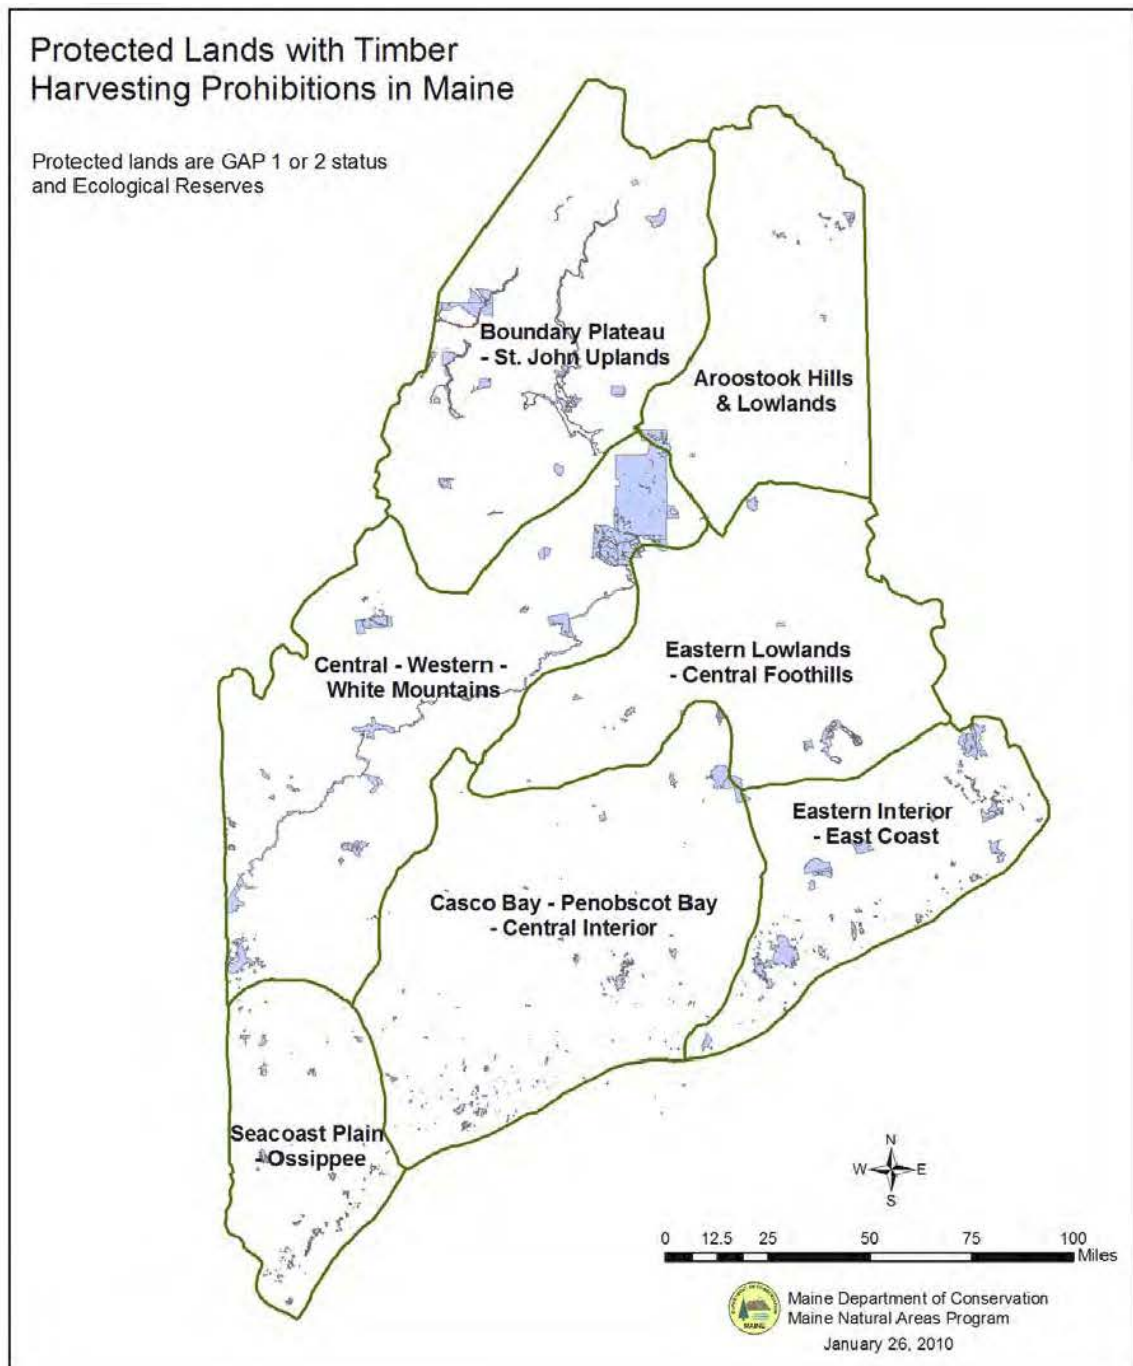 Protected Lands with Timber
Harvesting Prohibitions in Maine
Protected lands are GAP 1 or 2 status
and Ecological Reserves
Boundary Plateau
- St. John Uplands
Aroostook Hills
& Lowlands
Central - Western -
White Mountains
Eastern Lowlands
- Central Foothills
Eastern Interior
- East Coast
Casco Bay - Penobscot Bay
- Central Interior
Seacoast Plain
- Ossippee
N
W E
S
0 12.5 25 50 75 100
Miles
MAINE
Maine Department of Conservation
Maine Natural Areas Program
January 26, 2010